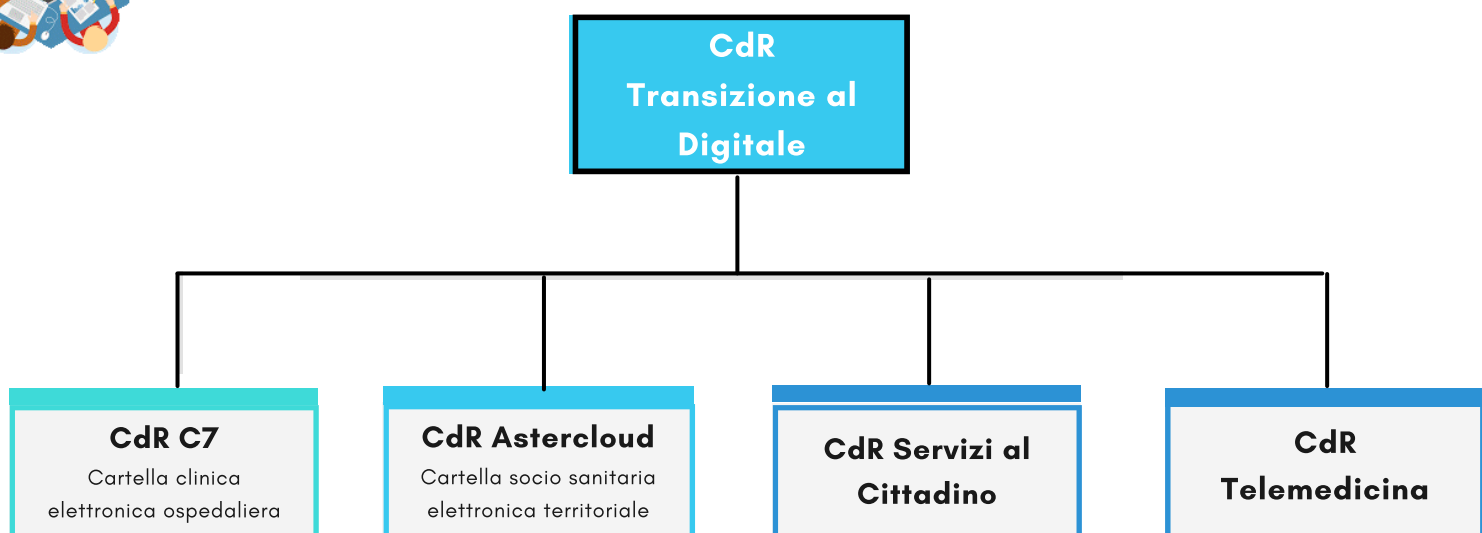 CdR
Transizione al
Digitale
CdR C7
Cartella clinica
elettronica ospedaliera
CdR Astercloud
Cartella socio sanitaria
elettronica territoriale
CdR Servizi al
Cittadino
CdR
Telemedicina